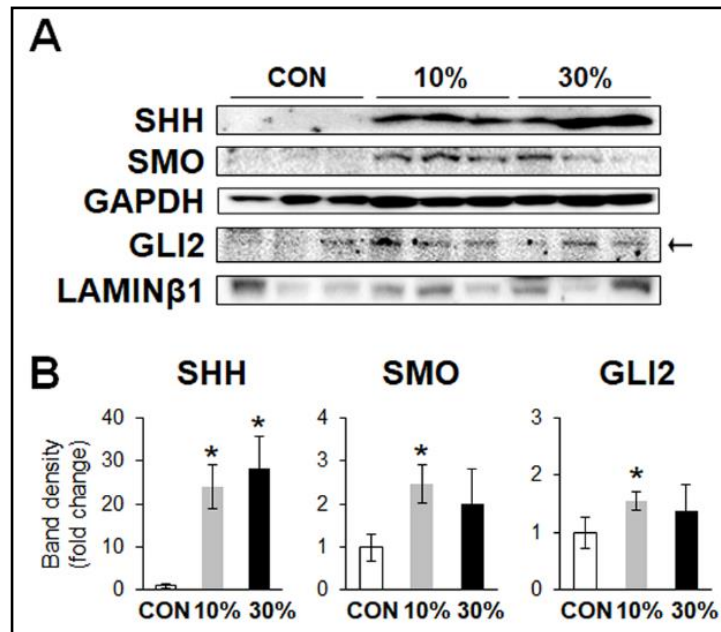 A
CON 10% 30%
SHH
SMO
GAPDH
GLI2 ←
LAMINβ1
B
SHH SMO GLI2
Band density
(fold change)
40
30
20
10
0
CON 10% 30%
*
*
4
3
2
1
0
CON 10% 30%
*
3
2
1
0
CON 10% 30%
*